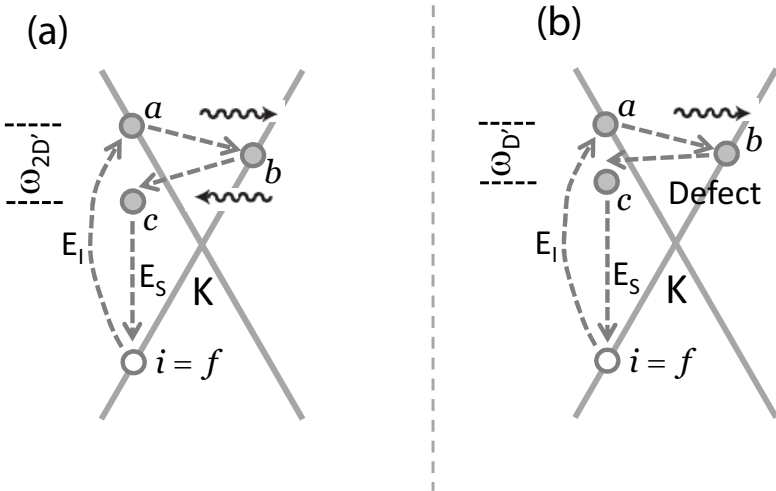 (a)
a
ω2D′
b
c
EI
ES
K
i = f
(b)
a
ωD′
b
Defect
c
EI
ES
K
i = f